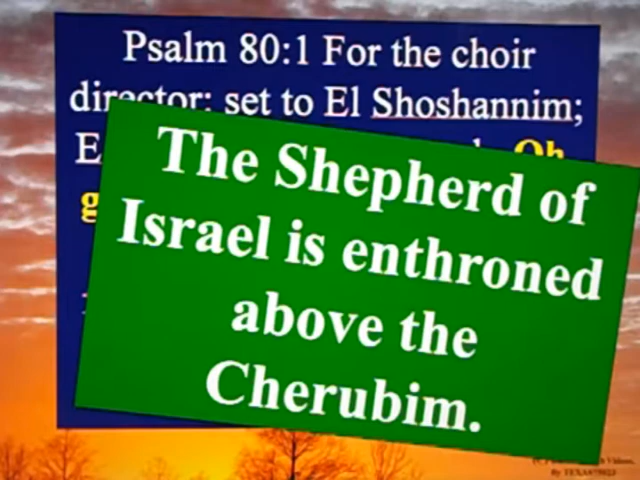 Psalm 80:1 For the choir
director; set to El Shoshannim;
E Oh
g
The Shepherd of
Israel is enthroned
above the
Cherubim.